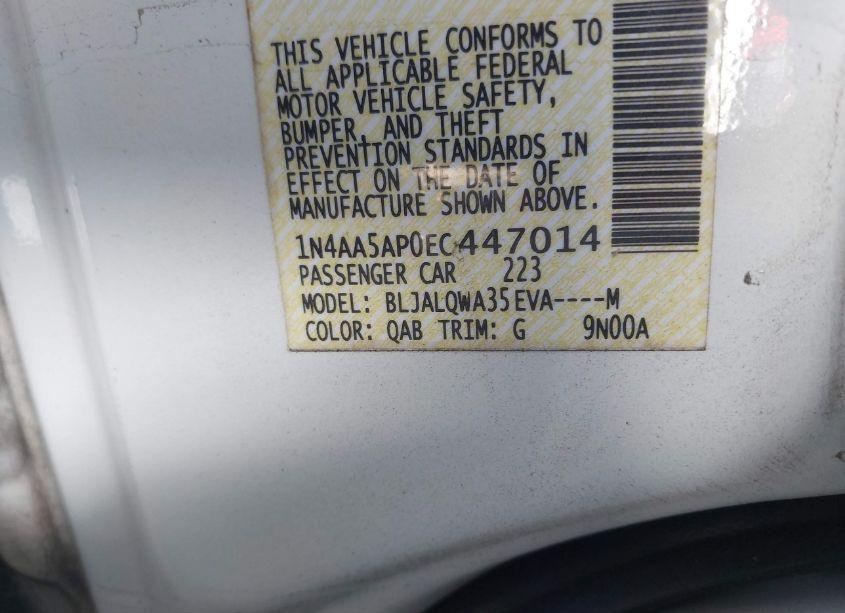 THIS VEHICLE CONFORMS TO
ALL APPLICABLE FEDERAL
MOTOR VEHICLE SAFETY,
BUMPER, AND THEFT
PREVENTION STANDARDS IN
EFFECT ON THE DATE OF
MANUFACTURE SHOWN ABOVE.
1N4AA5AP0EC447014
PASSENGER CAR 223
MODEL: BLJALQWA35EVA----M
COLOR: QAB TRIM: G 9N00A